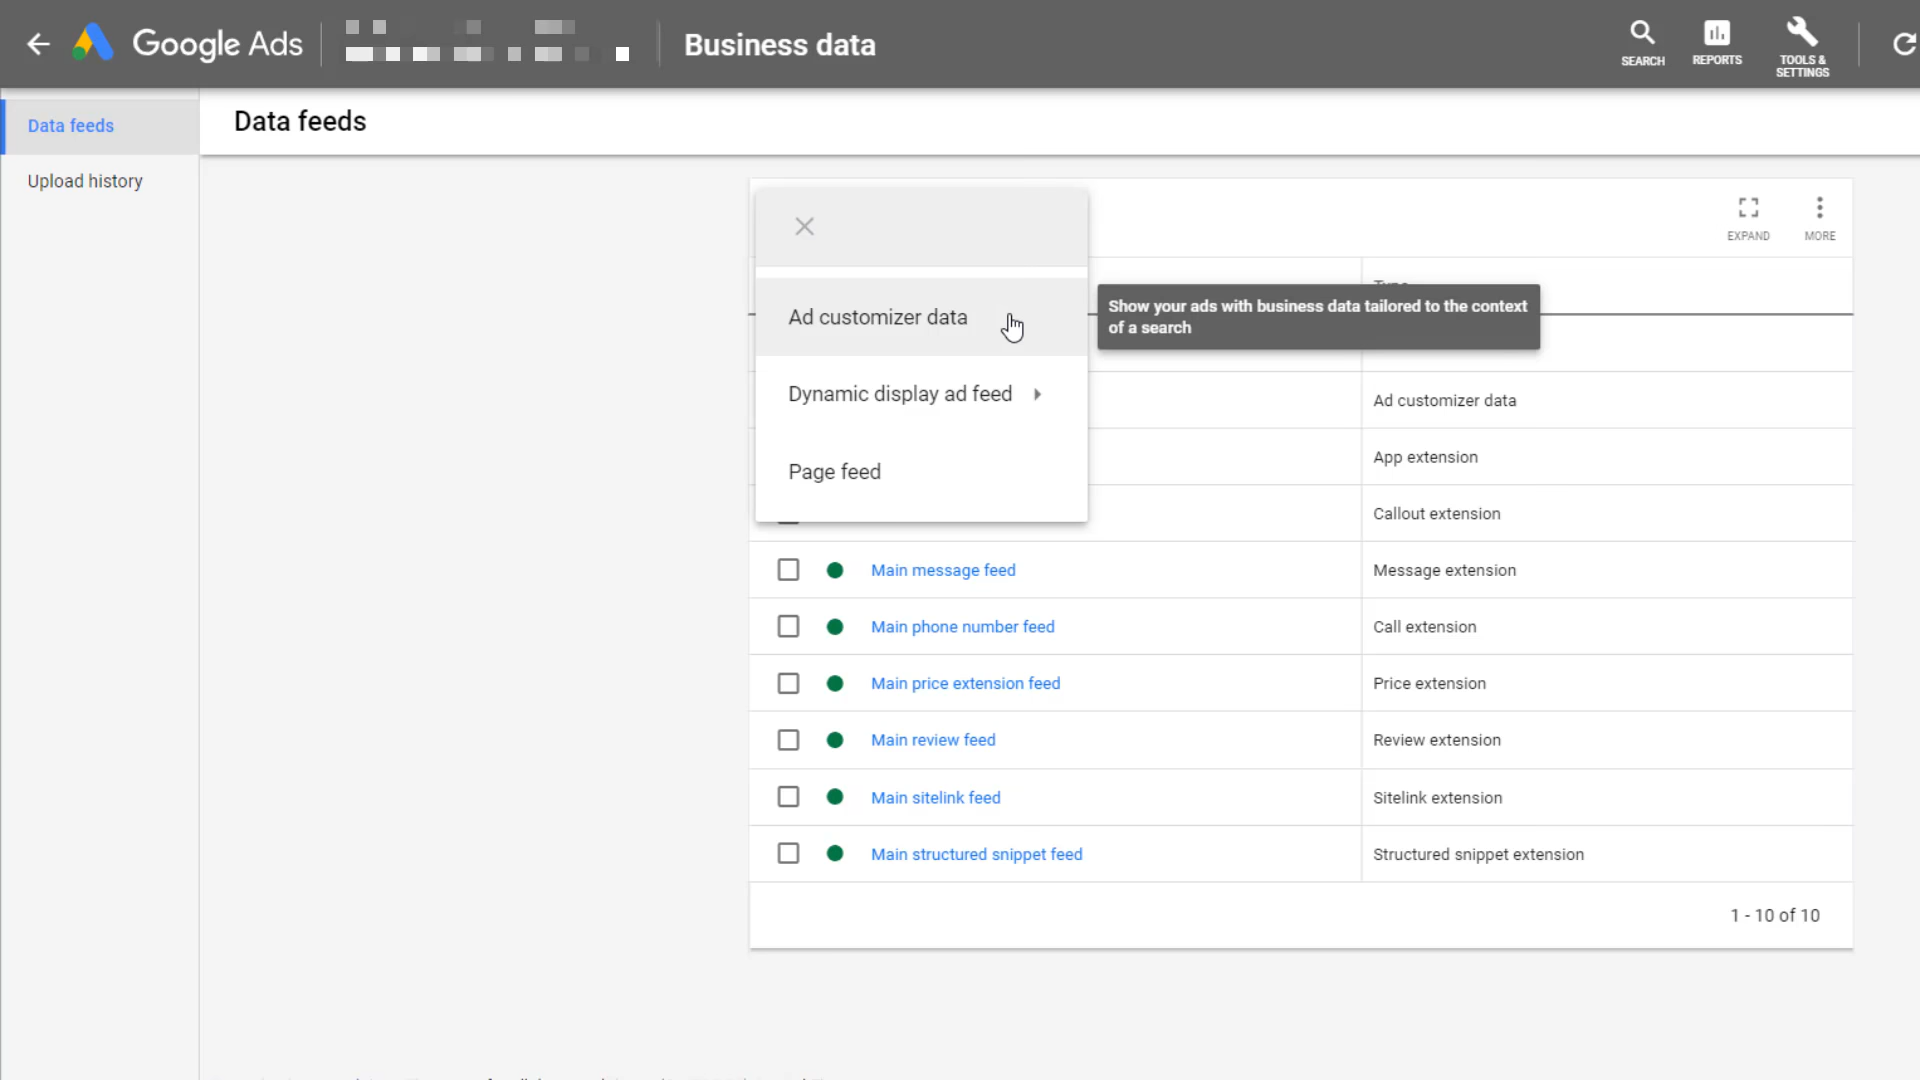 Google Ads
Business data
SEARCH
REPORTS
TOOLS &
SETTINGS
Data feeds
Upload history
Data feeds
EXPAND
MORE
Type
Ad customizer data
Show your ads with business data tailored to the context
of a search
Dynamic display ad feed
Page feed
Ad customizer data
App extension
Callout extension
Main message feed
Message extension
Main phone number feed
Call extension
Main price extension feed
Price extension
Main review feed
Review extension
Main sitelink feed
Sitelink extension
Main structured snippet feed
Structured snippet extension
1 - 10 of 10